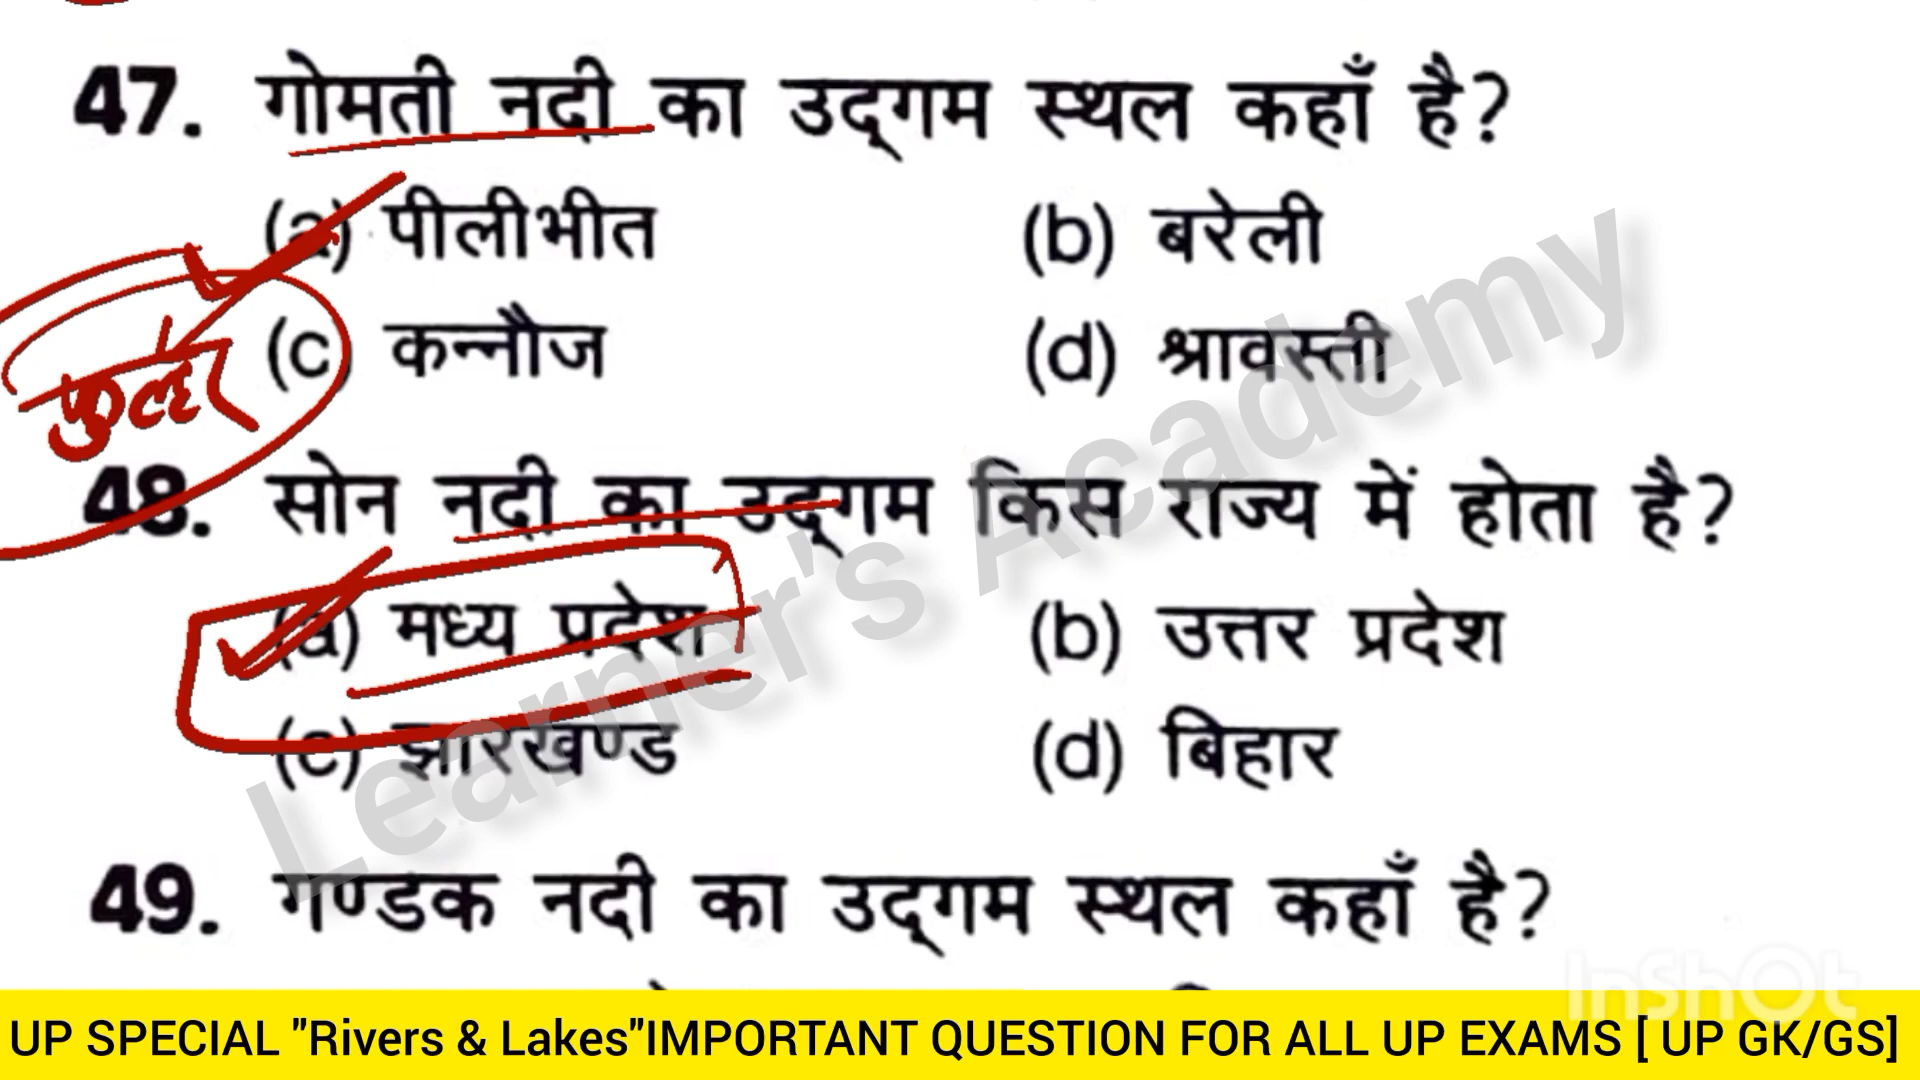 47. गोमती नदी का उद्गम स्थल कहाँ है?
(a) पीलीभीत (b) बरेली
(c) कन्नौज (d) श्रावस्ती
48. सोन नदी का उद्गम किस राज्य में होता है?
(a) मध्य प्रदेश (b) उत्तर प्रदेश
(c) झारखण्ड (d) बिहार
49. गण्डक नदी का उद्गम स्थल कहाँ है?
Learner's Academy
InShOt
UP SPECIAL "Rivers & Lakes"IMPORTANT QUESTION FOR ALL UP EXAMS [ UP GK/GS]